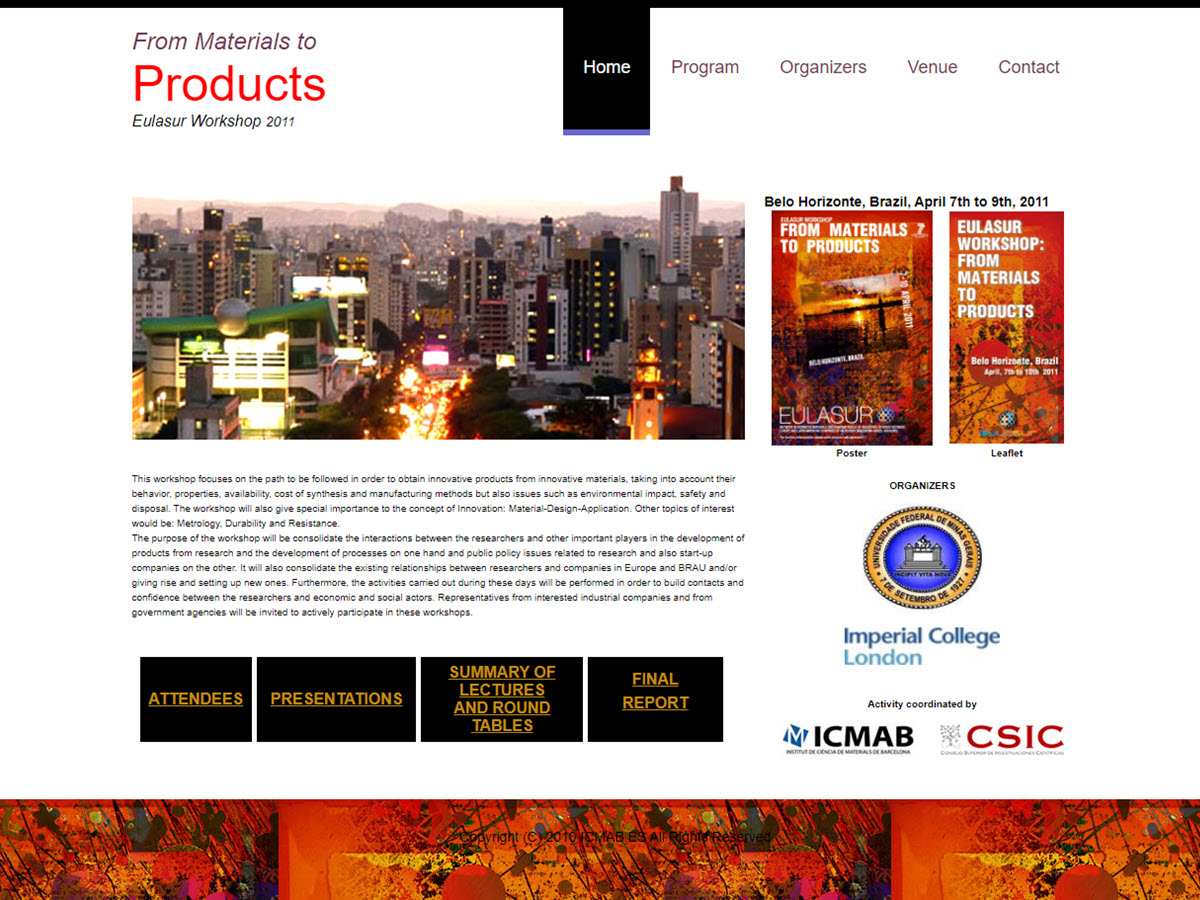 From Materials to
Products
Eulasur Workshop 2011
Home
Program
Organizers
Venue
Contact
Belo Horizonte, Brazil, April 7th to 9th, 2011
EULASUR WORKSHOP
FROM MATERIALS
TO PRODUCTS
7-10 APRIL 2011
BELO HORIZONTE, BRAZIL
EULASUR
Poster
EULASUR
WORKSHOP:
FROM
MATERIALS
TO
PRODUCTS
Belo Horizonte, Brazil
April, 7th to 10th 2011
Leaflet
This workshop focuses on the path to be followed in order to obtain innovative products from innovative materials, taking into account their
behavior, properties, availability, cost of synthesis and manufacturing methods but also issues such as environmental impact, safety and
disposal. The workshop will also give special importance to the concept of Innovation: Material-Design-Application. Other topics of interest
would be: Metrology, Durability and Resistance.
The purpose of the workshop will be consolidate the interactions between the researchers and other important players in the development of
products from research and the development of processes on one hand and public policy issues related to research and also start-up
companies on the other. It will also consolidate the existing relationships between researchers and companies in Europe and BRAU and/or
giving rise and setting up new ones. Furthermore, the activities carried out during these days will be performed in order to build contacts and
confidence between the researchers and economic and social actors. Representatives from interested industrial companies and from
government agencies will be invited to actively participate in these workshops.
ATTENDEES
PRESENTATIONS
SUMMARY OF
LECTURES
AND ROUND
TABLES
FINAL
REPORT
ORGANIZERS
UNIVERSIDADE FEDERAL DE MINAS GERAIS
INCIPIT VITA NOVA
7 DE SETEMBRO DE 1927
Imperial College
London
Activity coordinated by
ICMAB
INSTITUT DE CIÈNCIA DE MATERIALS DE BARCELONA
CSIC
CONSEJO SUPERIOR DE INVESTIGACIONES CIENTÍFICAS
Copyright (C) 2010 ICMAB.ES All Rights Reserved